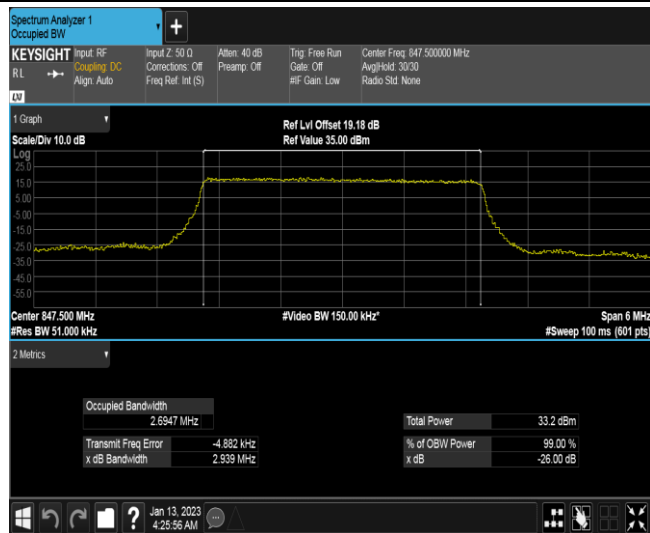 Spectrum Analyzer 1
Occupied BW
+
KEYSIGHT
RL
Input: RF
Coupling: DC
Align: Auto
Input Z: 50 Ω
Corrections: Off
Freq Ref: Int (S)
Atten: 40 dB
Preamp: Off
Trig: Free Run
Gate: Off
#IF Gain: Low
Center Freq: 847.500000 MHz
Avg|Hold: 30/30
Radio Std: None
LXI
1 Graph
Scale/Div 10.0 dB
Ref Lvl Offset 19.18 dB
Ref Value 35.00 dBm
Log
25.0
15.0
5.00
-5.00
-15.0
-25.0
-35.0
-45.0
-55.0
Center 847.500 MHz
#Res BW 51.000 kHz
#Video BW 150.00 kHz*
Span 6 MHz
#Sweep 100 ms (601 pts)
2 Metrics
Occupied Bandwidth
2.6947 MHz
Transmit Freq Error -4.882 kHz
x dB Bandwidth 2.939 MHz
Total Power 33.2 dBm
% of OBW Power 99.00 %
x dB -26.00 dB
?
Jan 13, 2023
4:25:56 AM